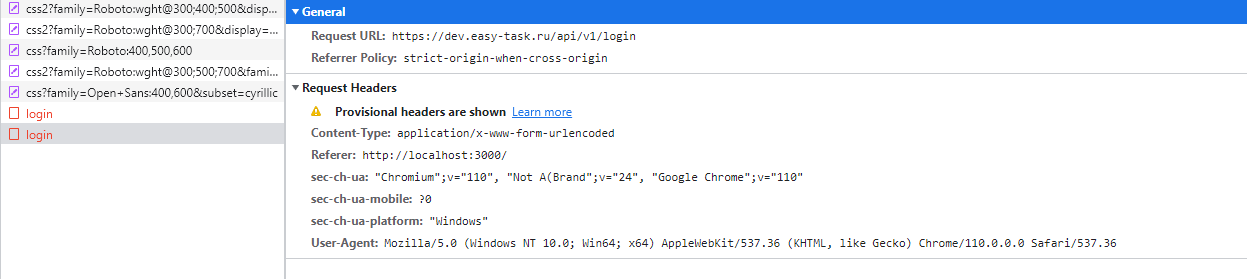 css2?family=Roboto:wght@300;400;500&disp...
css2?family=Roboto:wght@300;700&display=...
css?family=Roboto:400,500,600
css2?family=Roboto:wght@300;500;700&fami...
css?family=Open+Sans:400,600&subset=cyrillic
login
login
General
Request URL: https://dev.easy-task.ru/api/v1/login
Referrer Policy: strict-origin-when-cross-origin
Request Headers
Provisional headers are shown Learn more
Content-Type: application/x-www-form-urlencoded
Referer: http://localhost:3000/
sec-ch-ua: "Chromium";v="110", "Not A(Brand";v="24", "Google Chrome";v="110"
sec-ch-ua-mobile: ?0
sec-ch-ua-platform: "Windows"
User-Agent: Mozilla/5.0 (Windows NT 10.0; Win64; x64) AppleWebKit/537.36 (KHTML, like Gecko) Chrome/110.0.0.0 Safari/537.36